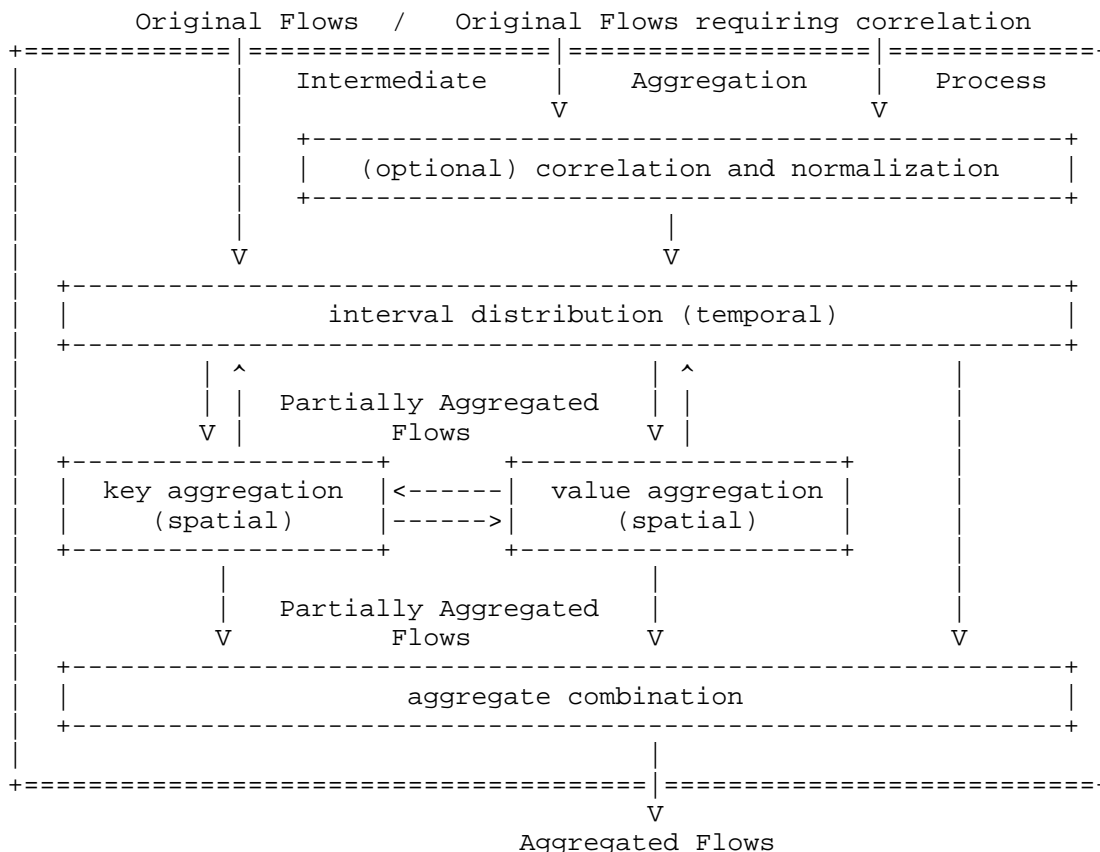 Original Flows / Original Flows requiring correlation
Intermediate Aggregation Process
(optional) correlation and normalization
interval distribution (temporal)
Partially Aggregated
Flows
key aggregation value aggregation
(spatial) (spatial)
Partially Aggregated
Flows
aggregate combination
Aggregated Flows